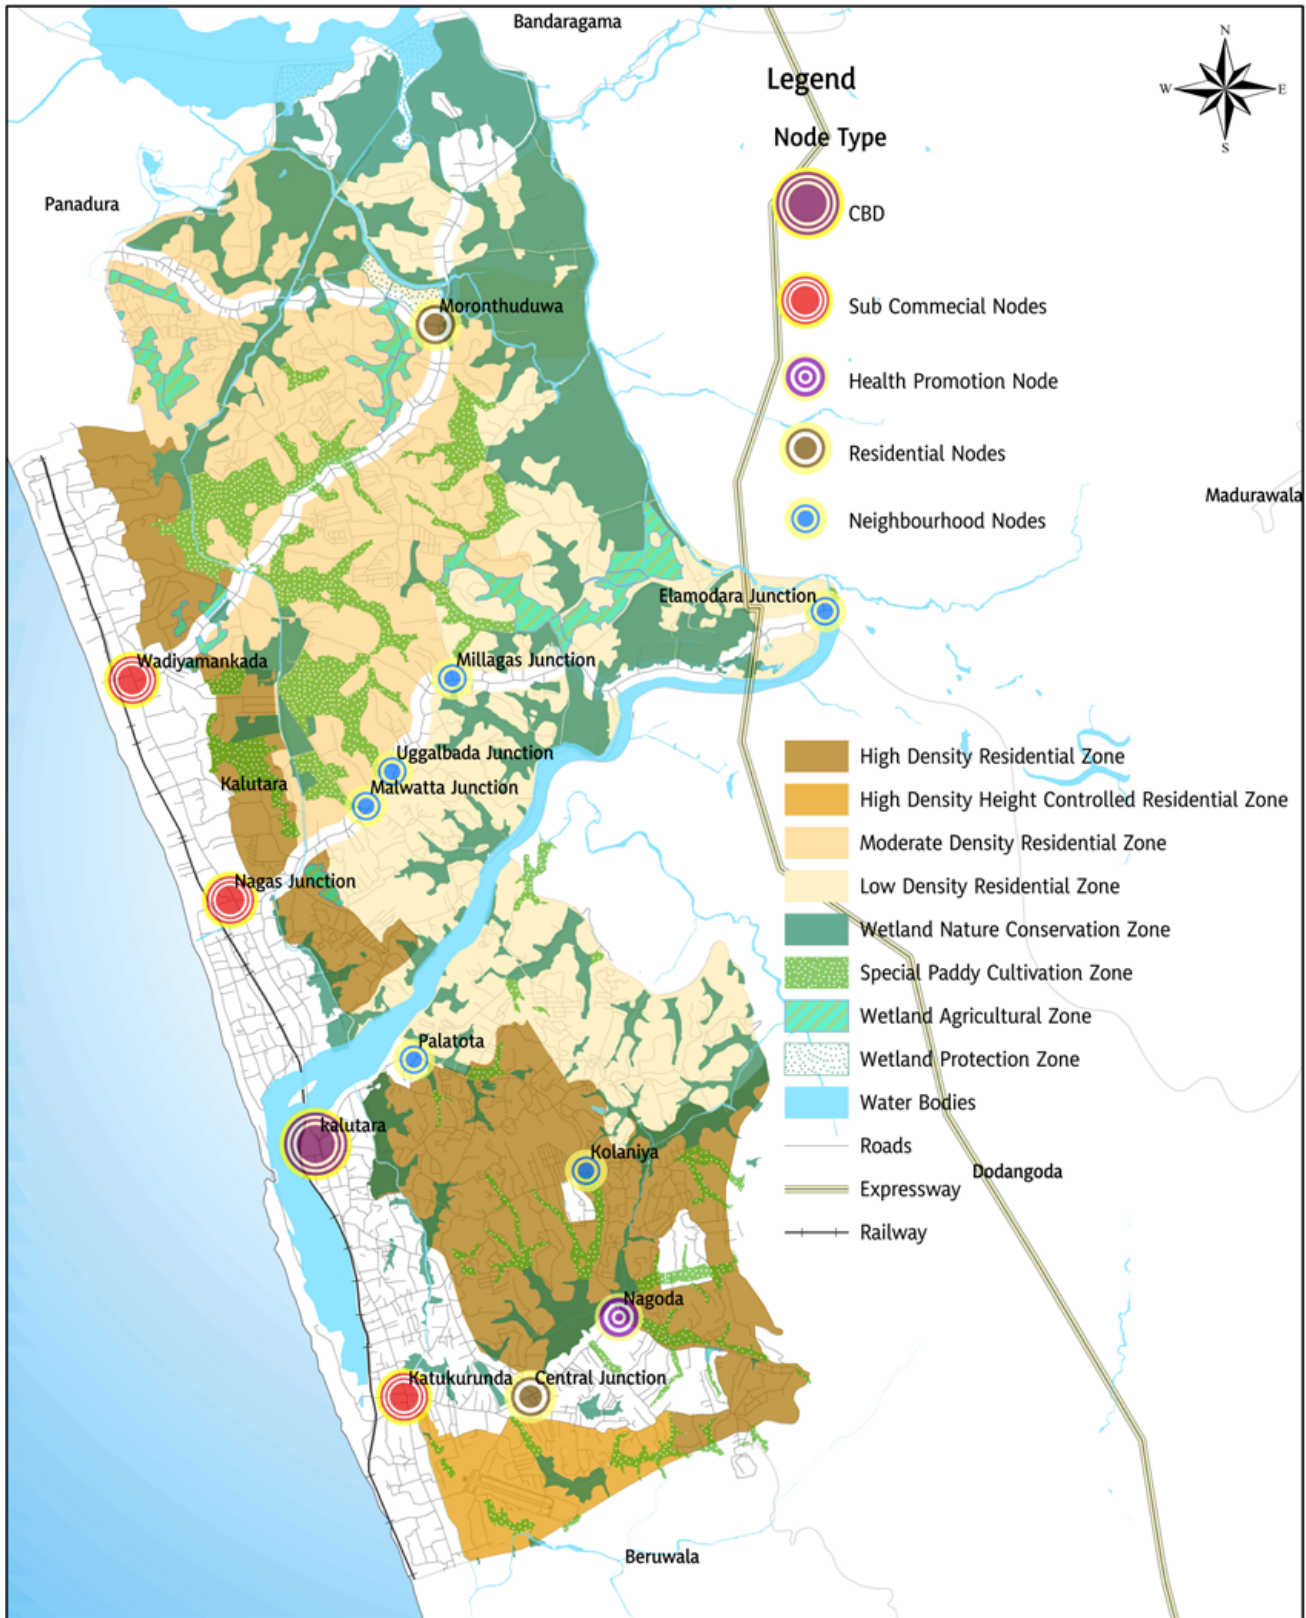 Bandaragama
N
W
E
S
Legend
Node Type
Panadura
CBD
Moronthuduwa
Sub Commecial Nodes
Health Promotion Node
Residential Nodes
Madurawala
Neighbourhood Nodes
Elamodara Junction
Wadiyamankada
Millagas Junction
Uggalbada Junction
Kalutara
Malwatta Junction
High Density Residential Zone
High Density Height Controlled Residential Zone
Moderate Density Residential Zone
Nagas Junction
Low Density Residential Zone
Wetland Nature Conservation Zone
Special Paddy Cultivation Zone
Wetland Agricultural Zone
Palatota
Wetland Protection Zone
Water Bodies
kalutara
Roads
Kolaniya
Dodangoda
Expressway
Railway
Nagoda
Katukurunda
Central Junction
Beruwala